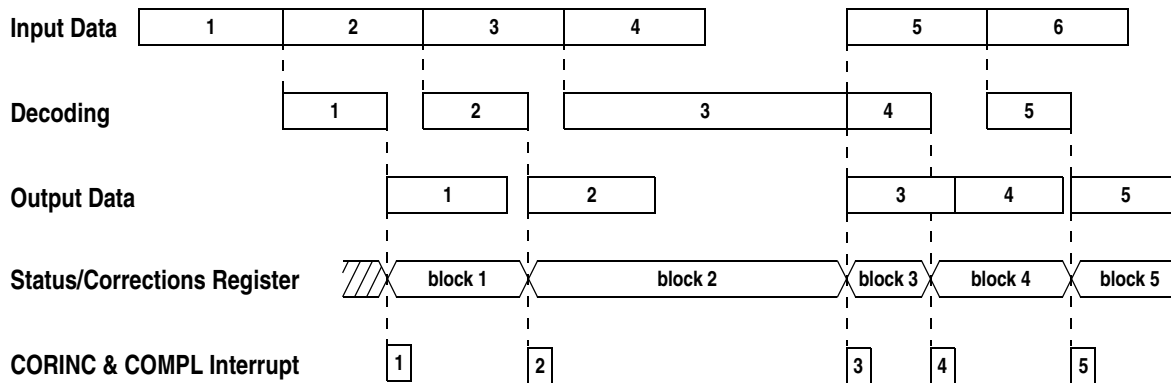 Input Data 1 2 3 4 5 6
Decoding 1 2 3 4 5
Output Data 1 2 3 4 5
Status/Corrections Register block 1 block 2 block 3 block 4 block 5
CORINC & COMPL Interrupt 1 2 3 4 5